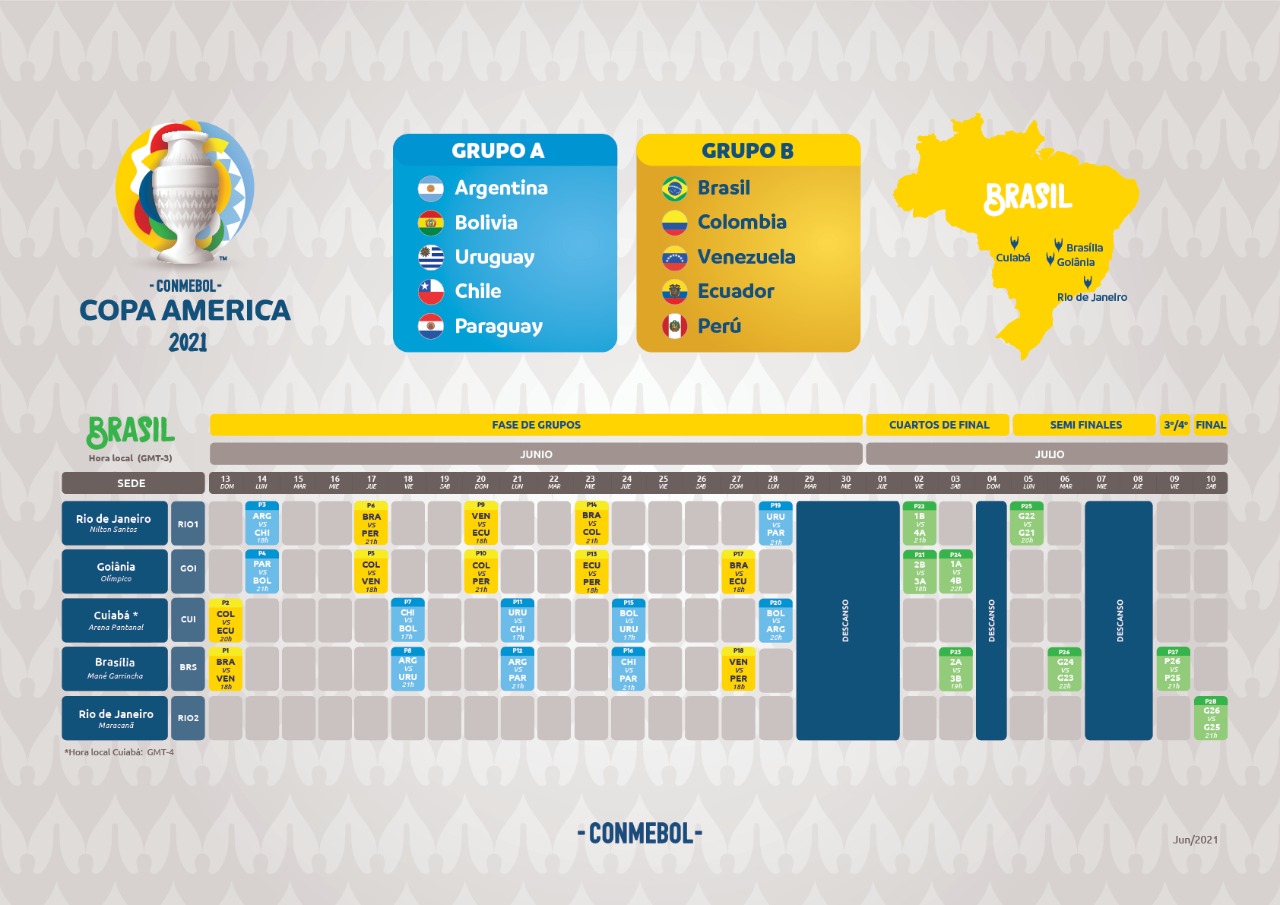 GRUPO A
Argentina
Bolivia
Uruguay
Chile
Paraguay
GRUPO B
Brasil
Colombia
Venezuela
Ecuador
Perú
BRASIL
Cuiabá
Brasília
Goiânia
Rio de Janeiro
TM
-CONMEBOL-
COPA AMERICA
2021
BRASIL
Hora local (GMT-3)
FASE DE GRUPOS
CUARTOS DE FINAL
SEMI FINALES
3º/4º
FINAL
JUNIO
JULIO
SEDE
13 14 15 16 17 18 19 20 21 22 23 24 25 26 27 28 29 30 01 02 03 04 05 06 07 08 09 10
DOM LUN MAR MIE JUE VIE SAB DOM LUN MAR MIE JUE VIE SAB DOM LUN MAR MIE JUE VIE SAB DOM LUN MAR MIE JUE VIE SAB
Rio de Janeiro
Nilton Santos
RIO1
P3
ARG
VS
CHI
18h
P6
BRA
VS
PER
21h
P9
VEN
VS
ECU
18h
P14
BRA
VS
COL
21h
P19
URU
VS
PAR
21h
P22
1B
VS
4A
21h
P25
G22
VS
G21
20h
Goiânia
Olímpico
GOI
P4
PAR
VS
BOL
21h
P5
COL
VS
VEN
18h
P10
COL
VS
PER
21h
P13
ECU
VS
PER
18h
P17
BRA
VS
ECU
18h
P21
2B
VS
3A
18h
P24
1A
VS
4B
22h
Cuiabá *
Arena Pantanal
CUI
P2
COL
VS
ECU
20h
P7
CHI
VS
BOL
17h
P11
URU
VS
CHI
17h
P15
BOL
VS
URU
17h
P20
BOL
VS
ARG
20h
DESCANSO
DESCANSO
DESCANSO
Brasília
Mané Garrincha
BRS
P1
BRA
VS
VEN
18h
P8
ARG
VS
URU
21h
P12
ARG
VS
PAR
21h
P16
CHI
VS
PAR
21h
P18
VEN
VS
PER
18h
P23
2A
VS
3B
19h
P26
G24
VS
G23
22h
P27
P26
VS
P25
21h
Rio de Janeiro
Maracanã
RIO2
P28
G26
VS
G25
21h
*Hora local Cuiabá: GMT-4
-CONMEBOL-
Jun/2021